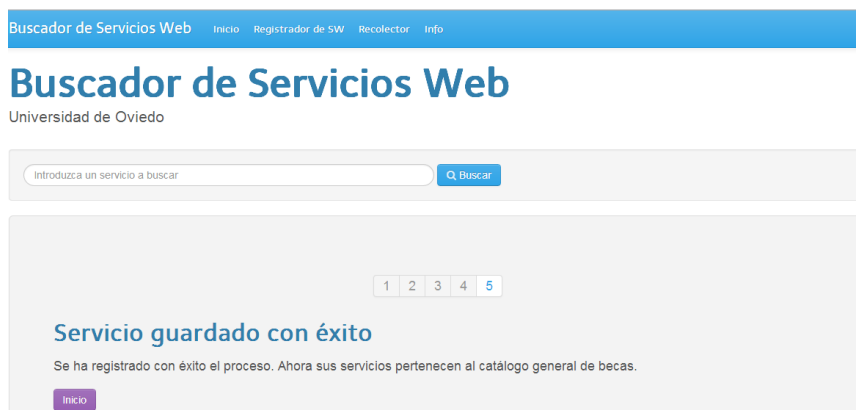 Buscador de Servicios Web Inicio Registrador de SW Recolector Info
Buscador de Servicios Web
Universidad de Oviedo
Introduzca un servicio a buscar Buscar
1 2 3 4 5
Servicio guardado con éxito
Se ha registrado con éxito el proceso. Ahora sus servicios pertenecen al catálogo general de becas.
Inicio